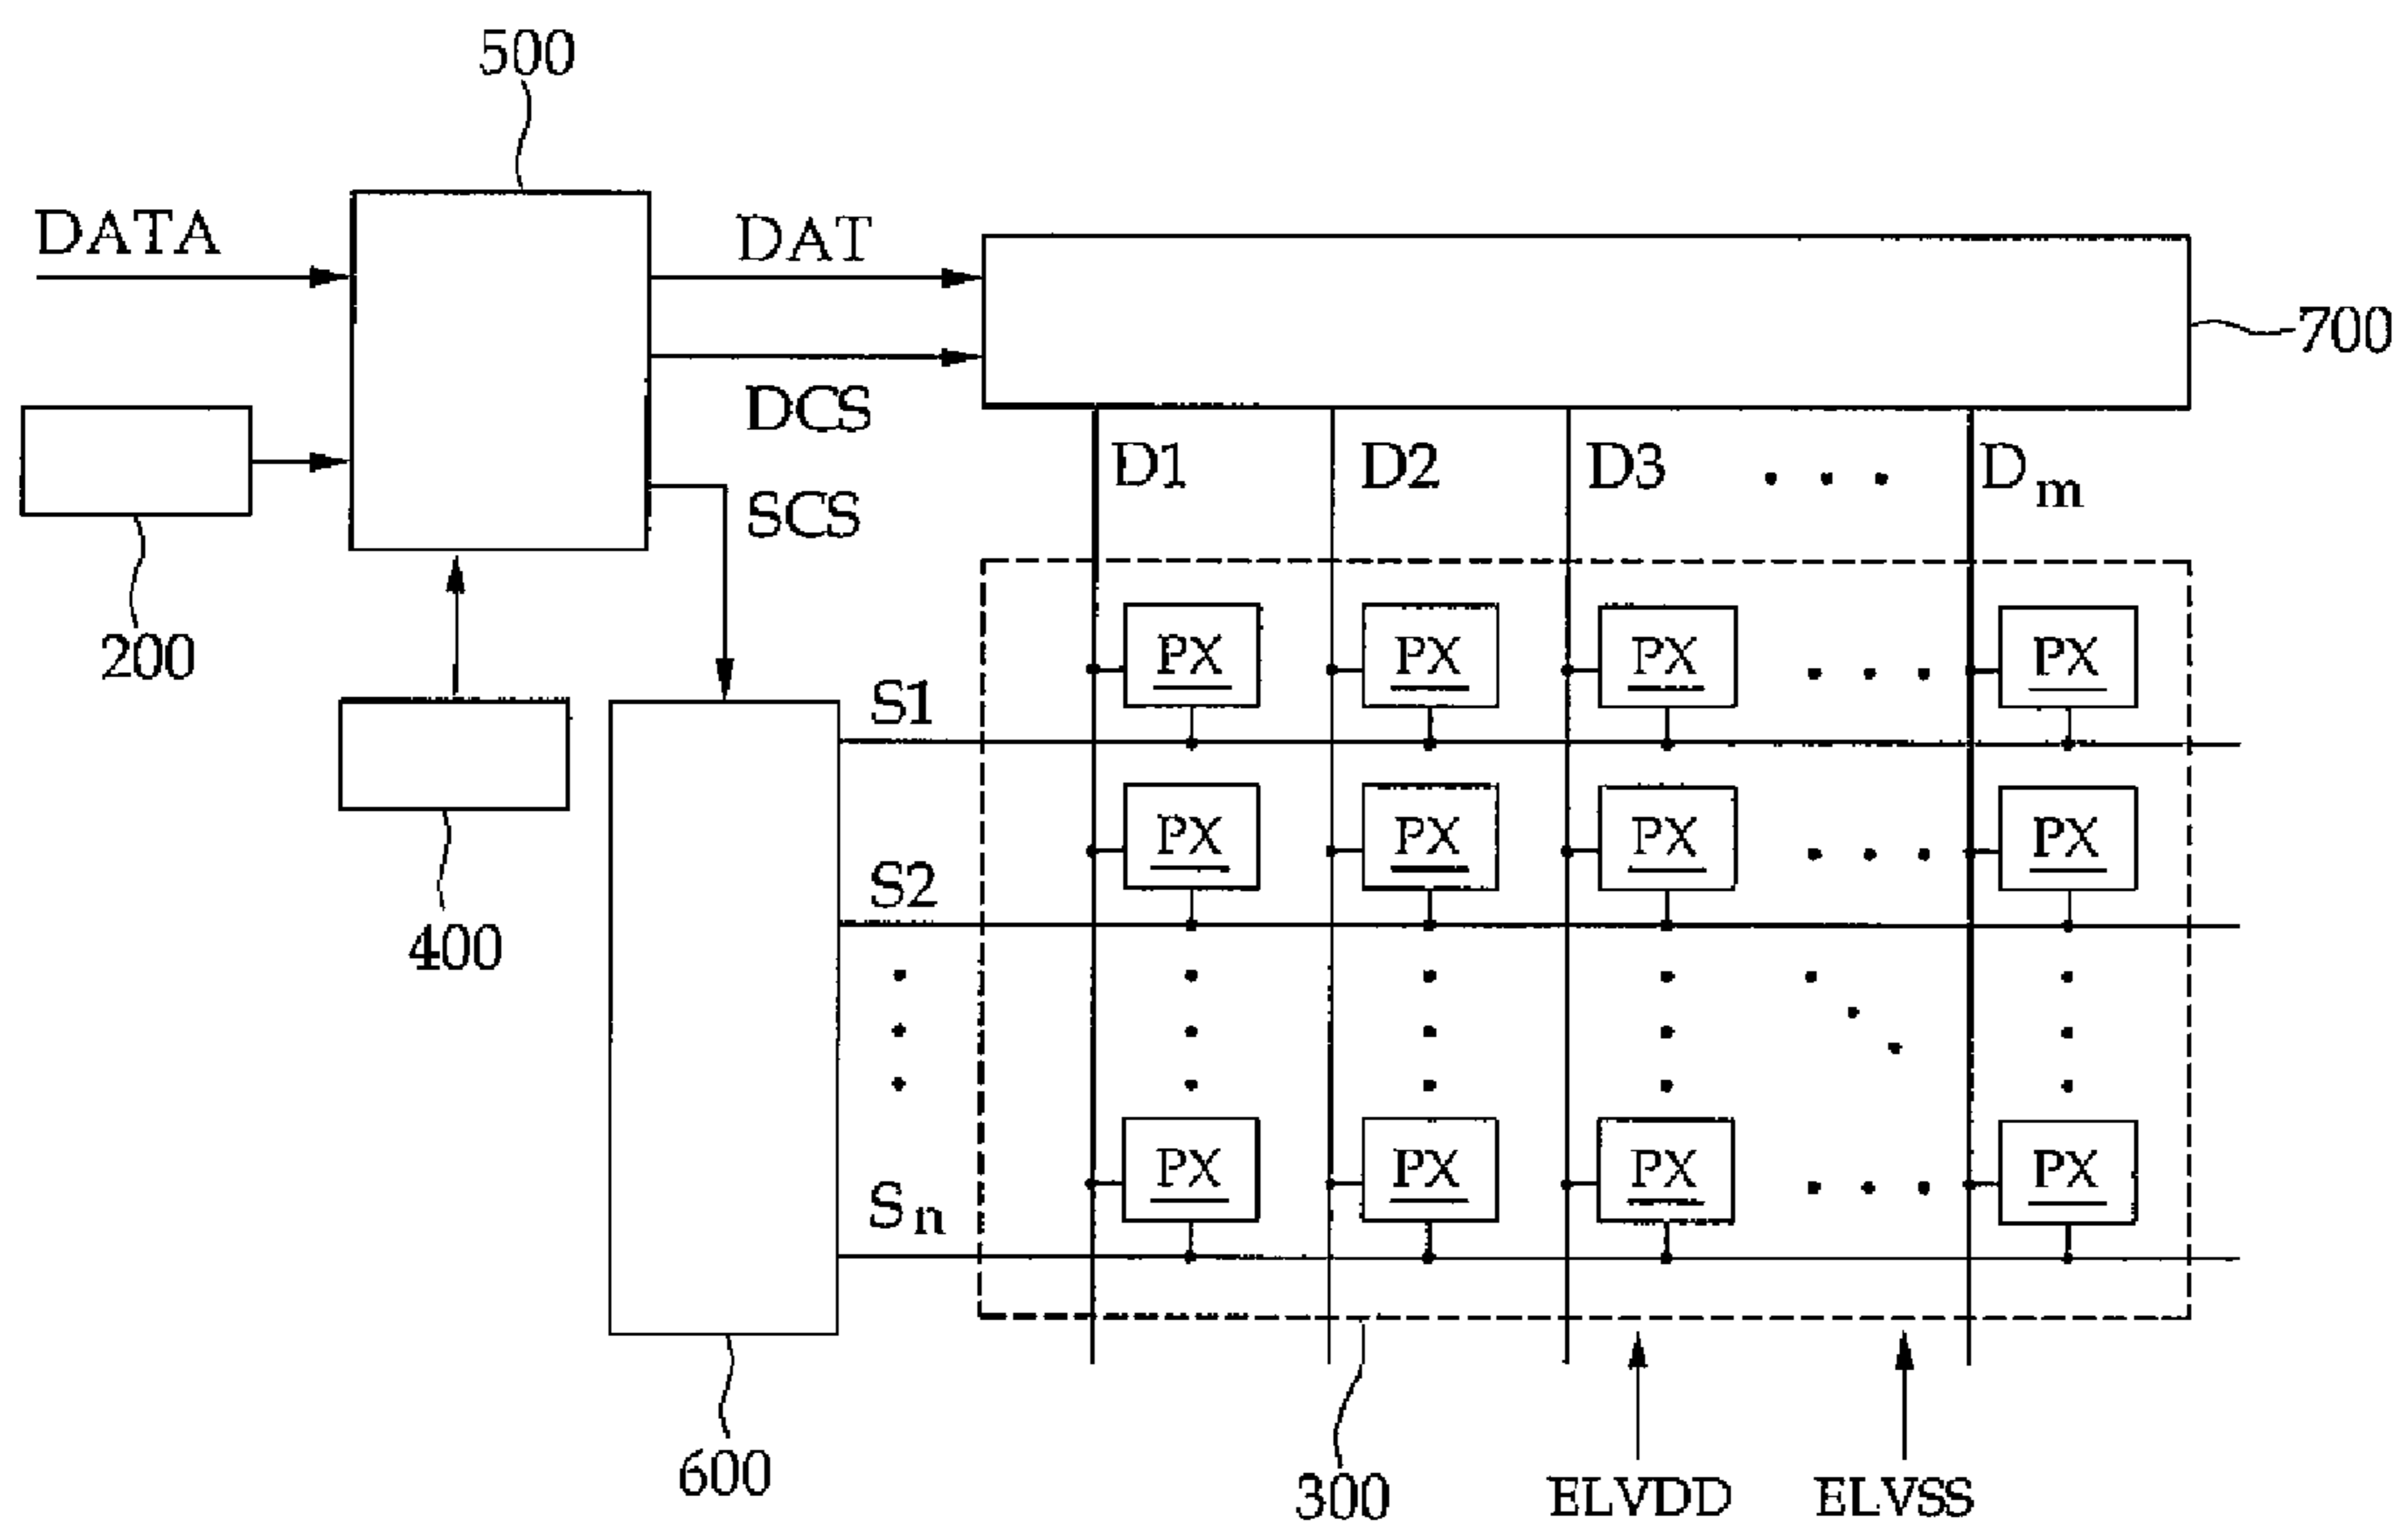 500
DATA
DAT
700
DCS
D1 D2 D3 . . . Dm
SCS
200
PX PX PX . . . PX
S1
PX PX PX . . . PX
S2
400
PX PX PX . . . PX
Sn
600
300
ELVDD
ELVSS